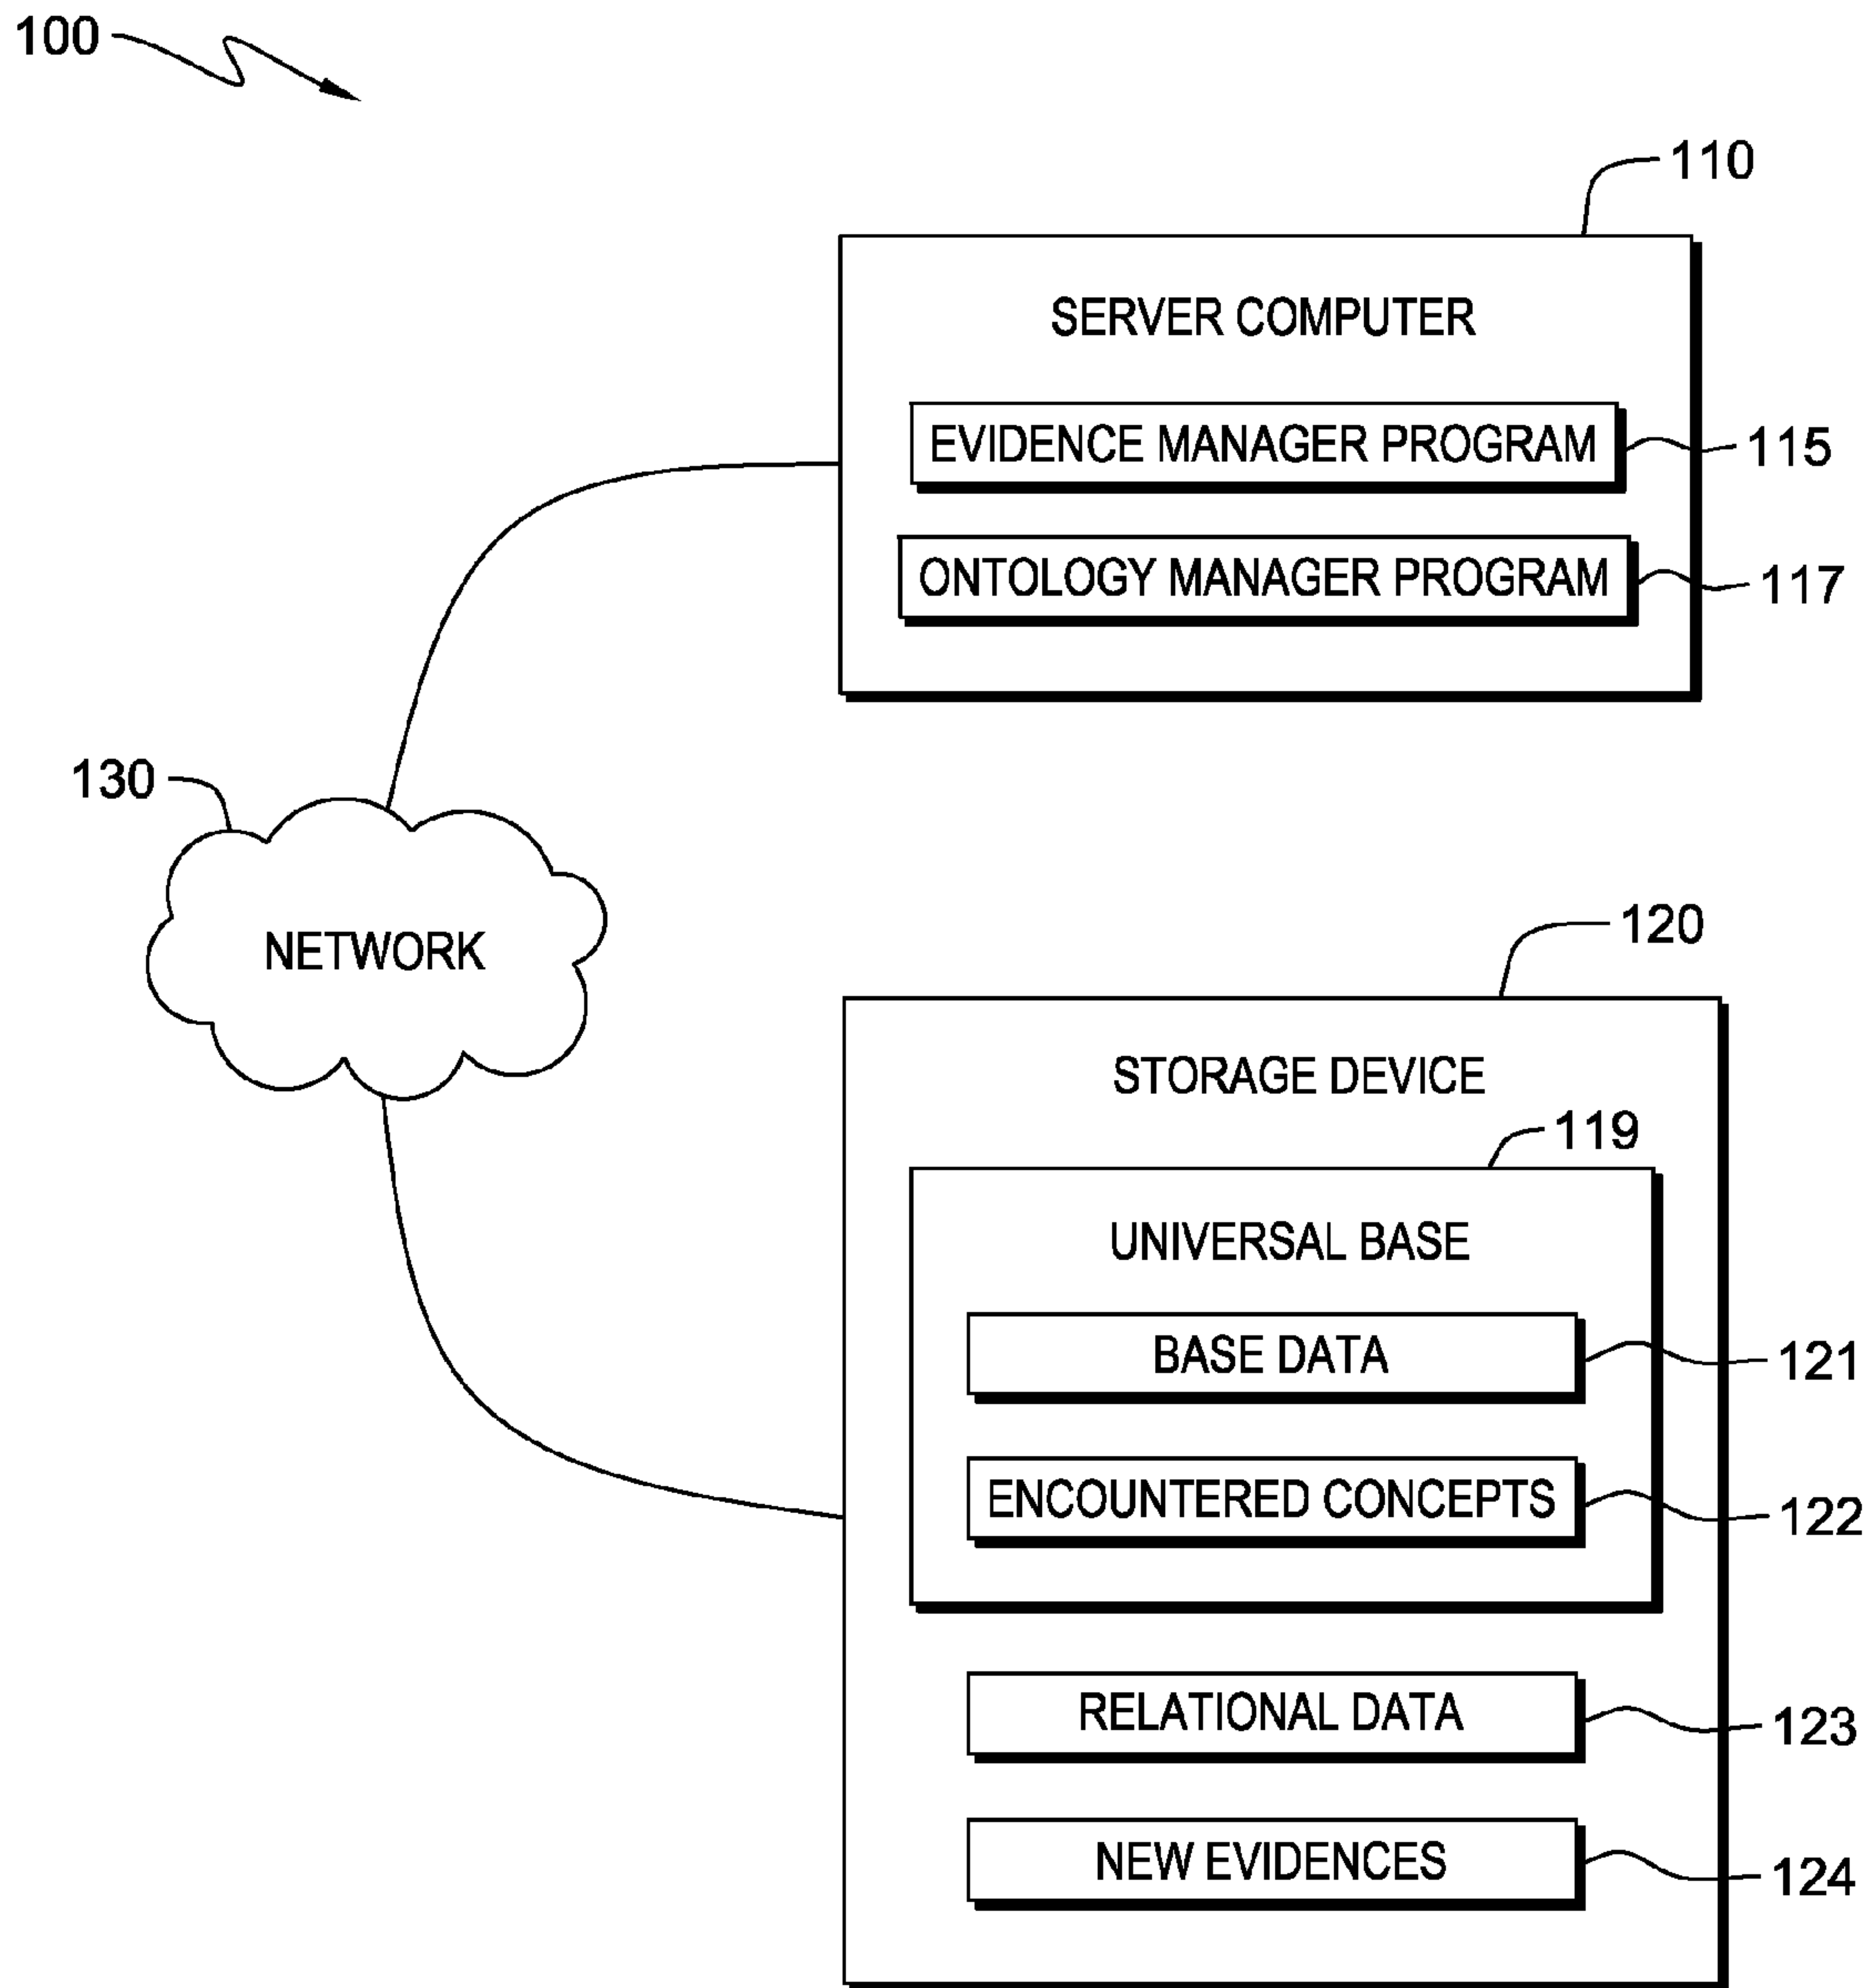 100
110
SERVER COMPUTER
EVIDENCE MANAGER PROGRAM
115
ONTOLOGY MANAGER PROGRAM
117
130
NETWORK
120
STORAGE DEVICE
119
UNIVERSAL BASE
BASE DATA
121
ENCOUNTERED CONCEPTS
122
RELATIONAL DATA
123
NEW EVIDENCES
124